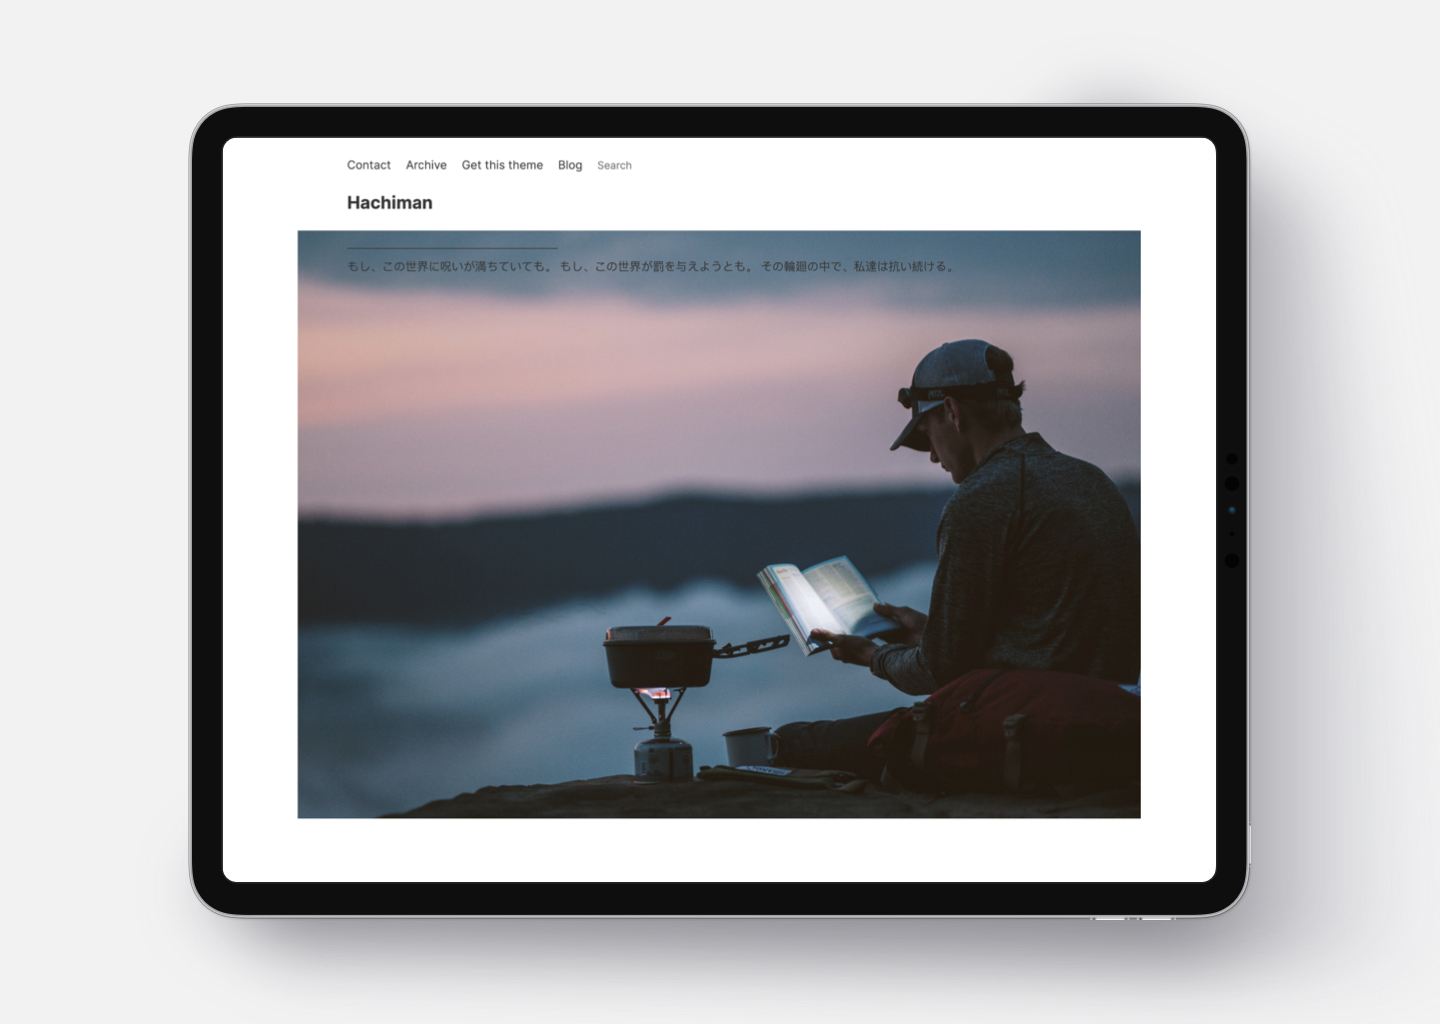 Contact Archive Get this theme Blog Search
Hachiman
もし、この世界に呪いが満ちていても。 もし、この世界が罰を与えようとも。 その輪廻の中で、私達は抗い続ける。